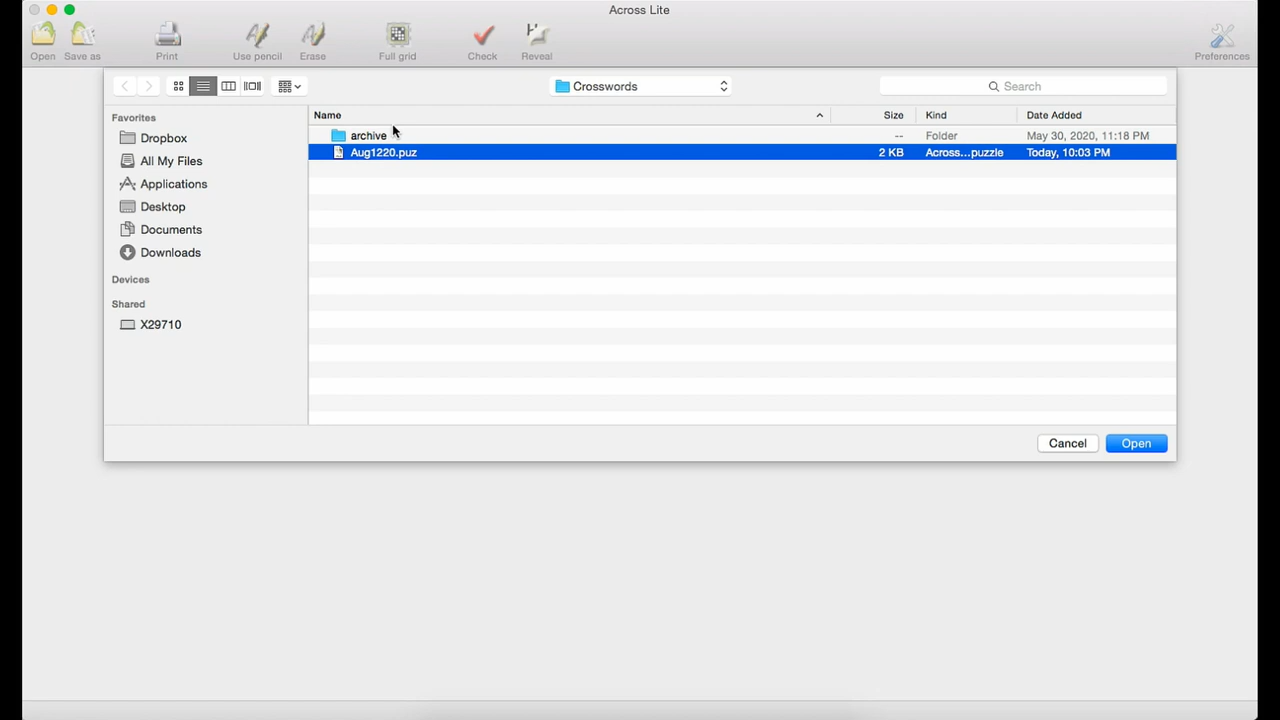 Across Lite
Open Save as Print Use pencil Erase Full grid Check Reveal Preferences
Crosswords
Search
Favorites
Dropbox
All My Files
Applications
Desktop
Documents
Downloads
Devices
Shared
X29710
Name Size Kind Date Added
archive -- Folder May 30, 2020, 11:18 PM
Aug1220.puz 2 KB Across...puzzle Today, 10:03 PM
Cancel Open